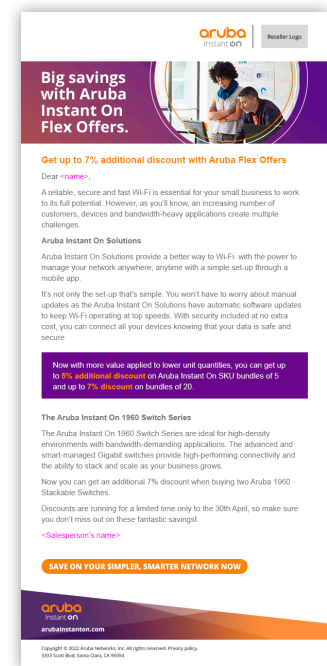 aruba
Instant On
Reseller Logo
Big savings
with Aruba
Instant On
Flex Offers.
Get up to 7% additional discount with Aruba Flex Offers
Dear <name>,
A reliable, secure and fast Wi-Fi is essential for your small business to work
to its full potential. However, as you'll know, an increasing number of
customers, devices and bandwidth-heavy applications create multiple
challenges.
Aruba Instant On Solutions
Aruba Instant On Solutions provide a better way to Wi-Fi with the power to
manage your network anywhere, anytime with a simple set-up through a
mobile app.
It's not only the set-up that's simple. You won't have to worry about manual
updates as the Aruba Instant On Solutions have automatic software updates
to keep Wi-Fi operating at top speeds. With security included at no extra
cost, you can connect all your devices knowing that your data is safe and
secure.
Now with more value applied to lower unit quantities, you can get up
to 5% additional discount on Aruba Instant On SKU bundles of 5
and up to 7% discount on bundles of 20.
The Aruba Instant On 1960 Switch Series
The Aruba Instant On 1960 Switch Series are ideal for high-density
environments with bandwidth-demanding applications. The advanced and
smart-managed Gigabit switches provide high-performing connectivity and
the ability to stack and scale as your business grows.
Now you can get an additional 7% discount when buying two Aruba 1960
Stackable Switches.
Discounts are running for a limited time only to the 30th April, so make sure
you don't miss out on these fantastic savings!.
<Salesperson's name>
SAVE ON YOUR SIMPLER, SMARTER NETWORK NOW
aruba
Instant On
arubainstanton.com
Copyright © 2022 Aruba Networks, Inc. All rights reserved. Privacy policy.
3333 Scott Blvd, Santa Clara, CA 95054